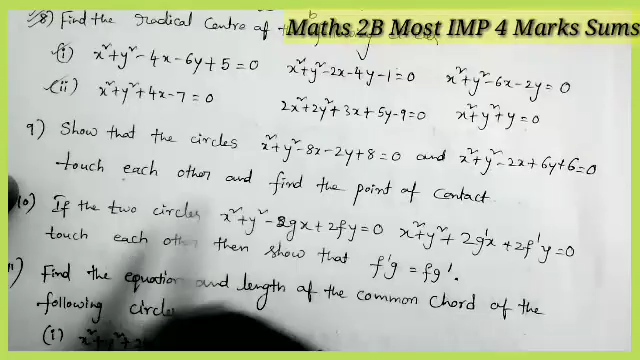 8) Find the radical Centre of the
Maths 2B Most IMP 4 Marks Sums
(i) x²+y²-4x-6y+5=0 x²+y²-2x-4y-1=0 x²+y²-6x-2y=0
(ii) x²+y²+4x-7=0 2x²+2y²+3x+5y-9=0 x²+y²+y=0
9) Show that the circles x²+y²-8x-2y+8=0 and x²+y²-2x+6y+6=0
touch each other and find the point of Contact
10) If the two circles x²+y²-2gx+2fy=0 x²+y²+2g'x+2f'y=0
touch each other then show that f'g = fg'.
11) Find the equation and length of the common Chord of the
following circles
(i) x²+y²+2